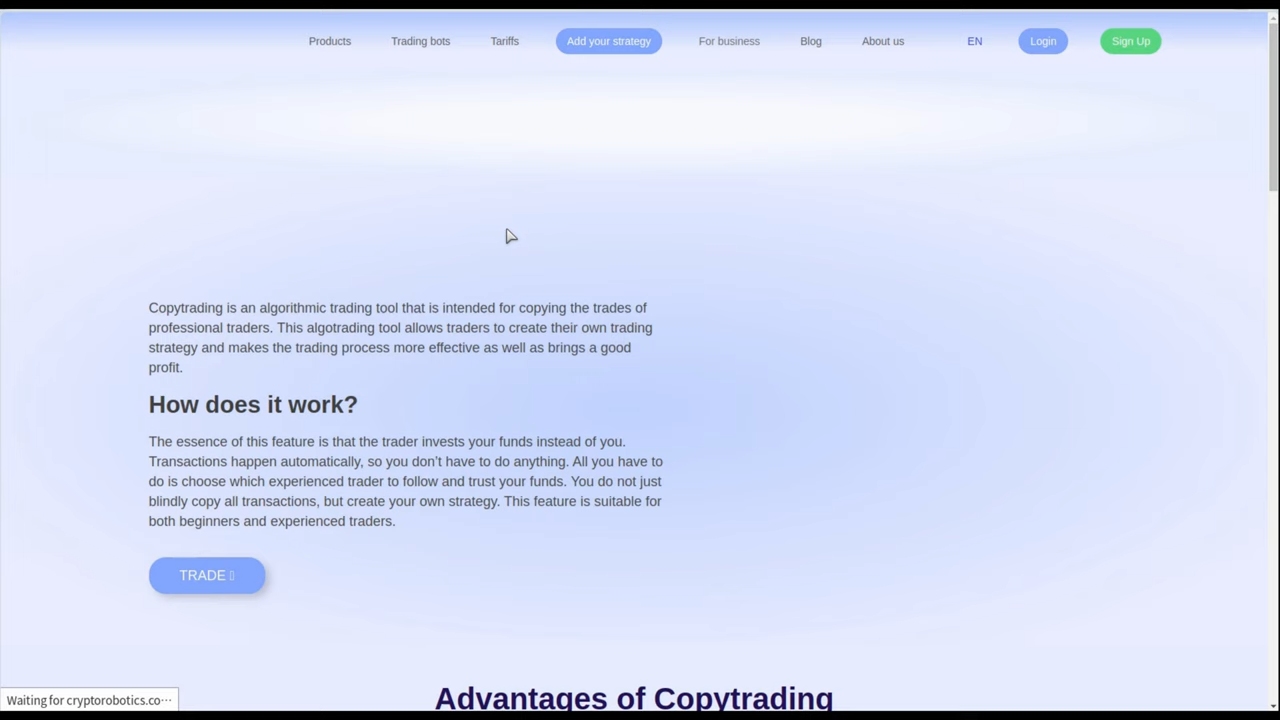 Products
Trading bots
Tariffs
Add your strategy
For business
Blog
About us
EN
Login
Sign Up
Copytrading is an algorithmic trading tool that is intended for copying the trades of
professional traders. This algotrading tool allows traders to create their own trading
strategy and makes the trading process more effective as well as brings a good
profit.
How does it work?
The essence of this feature is that the trader invests your funds instead of you.
Transactions happen automatically, so you don't have to do anything. All you have to
do is choose which experienced trader to follow and trust your funds. You do not just
blindly copy all transactions, but create your own strategy. This feature is suitable for
both beginners and experienced traders.
TRADE
Advantages of Copytrading
Waiting for cryptorobotics.co···